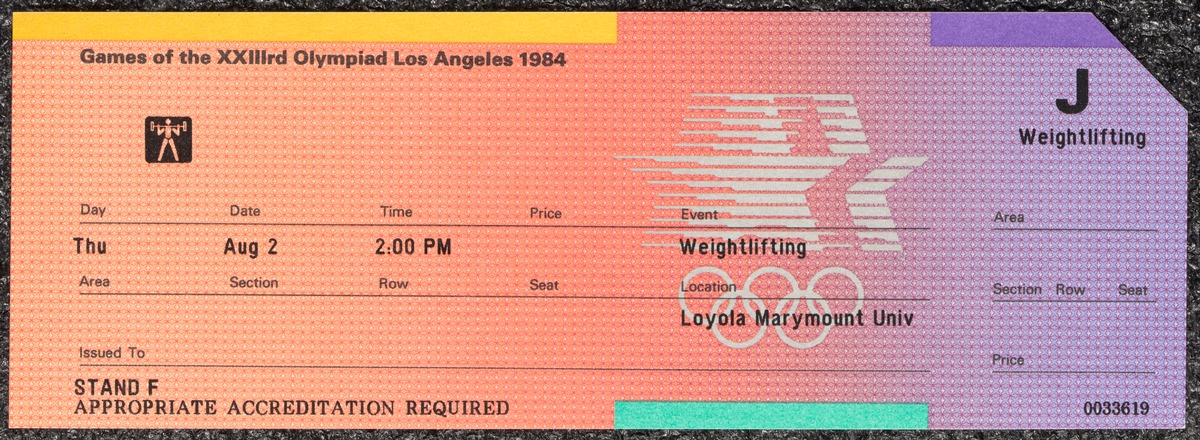 Games of the XXIIIrd Olympiad Los Angeles 1984
J
Weightlifting
Day Date Time Price Event
Thu Aug 2 2:00 PM Weightlifting
Area Section Row Seat Location
Loyola Marymount Univ
Issued To
STAND F
APPROPRIATE ACCREDITATION REQUIRED
Area
Section Row Seat
Price
0033619